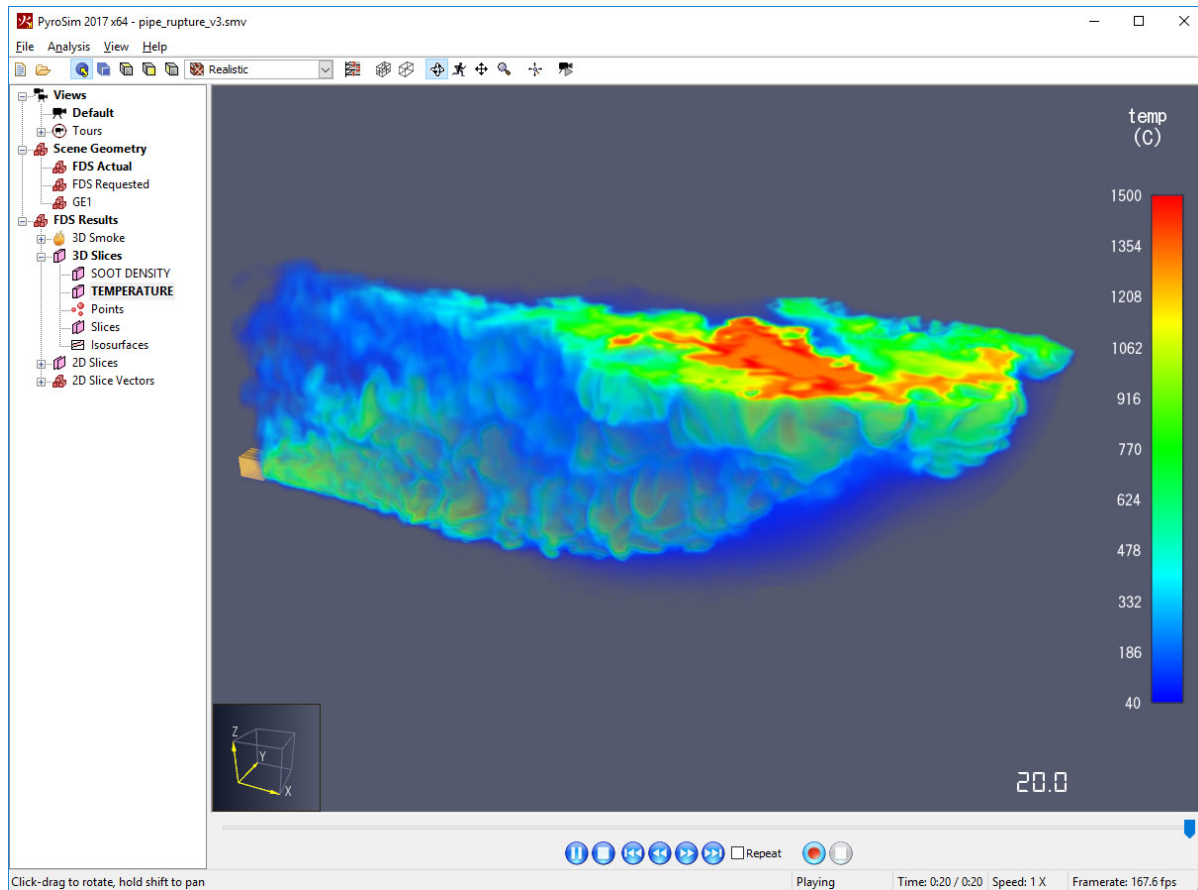 PyroSim 2017 x64 - pipe_rupture_v3.smv
File Analysis View Help
Realistic
Views
Default
Tours
Scene Geometry
FDS Actual
FDS Requested
GE1
FDS Results
3D Smoke
3D Slices
SOOT DENSITY
TEMPERATURE
Points
Slices
Isosurfaces
2D Slices
2D Slice Vectors
temp
(C)
1500
1354
1208
1062
916
770
624
478
332
186
40
Z
Y
X
20.0
Repeat
Click-drag to rotate, hold shift to pan
Playing
Time: 0:20 / 0:20
Speed: 1 X
Framerate: 167.6 fps